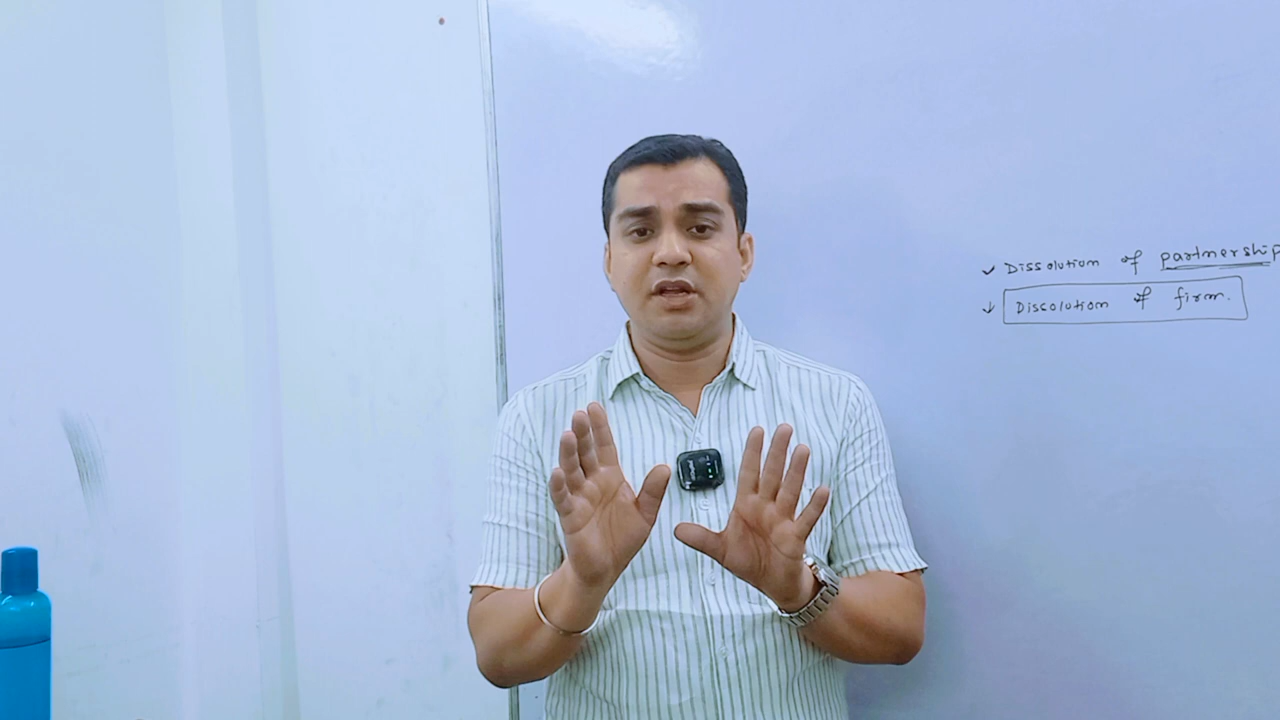 ✓ Dissolution of partnership
↓ Dissolution of firm.